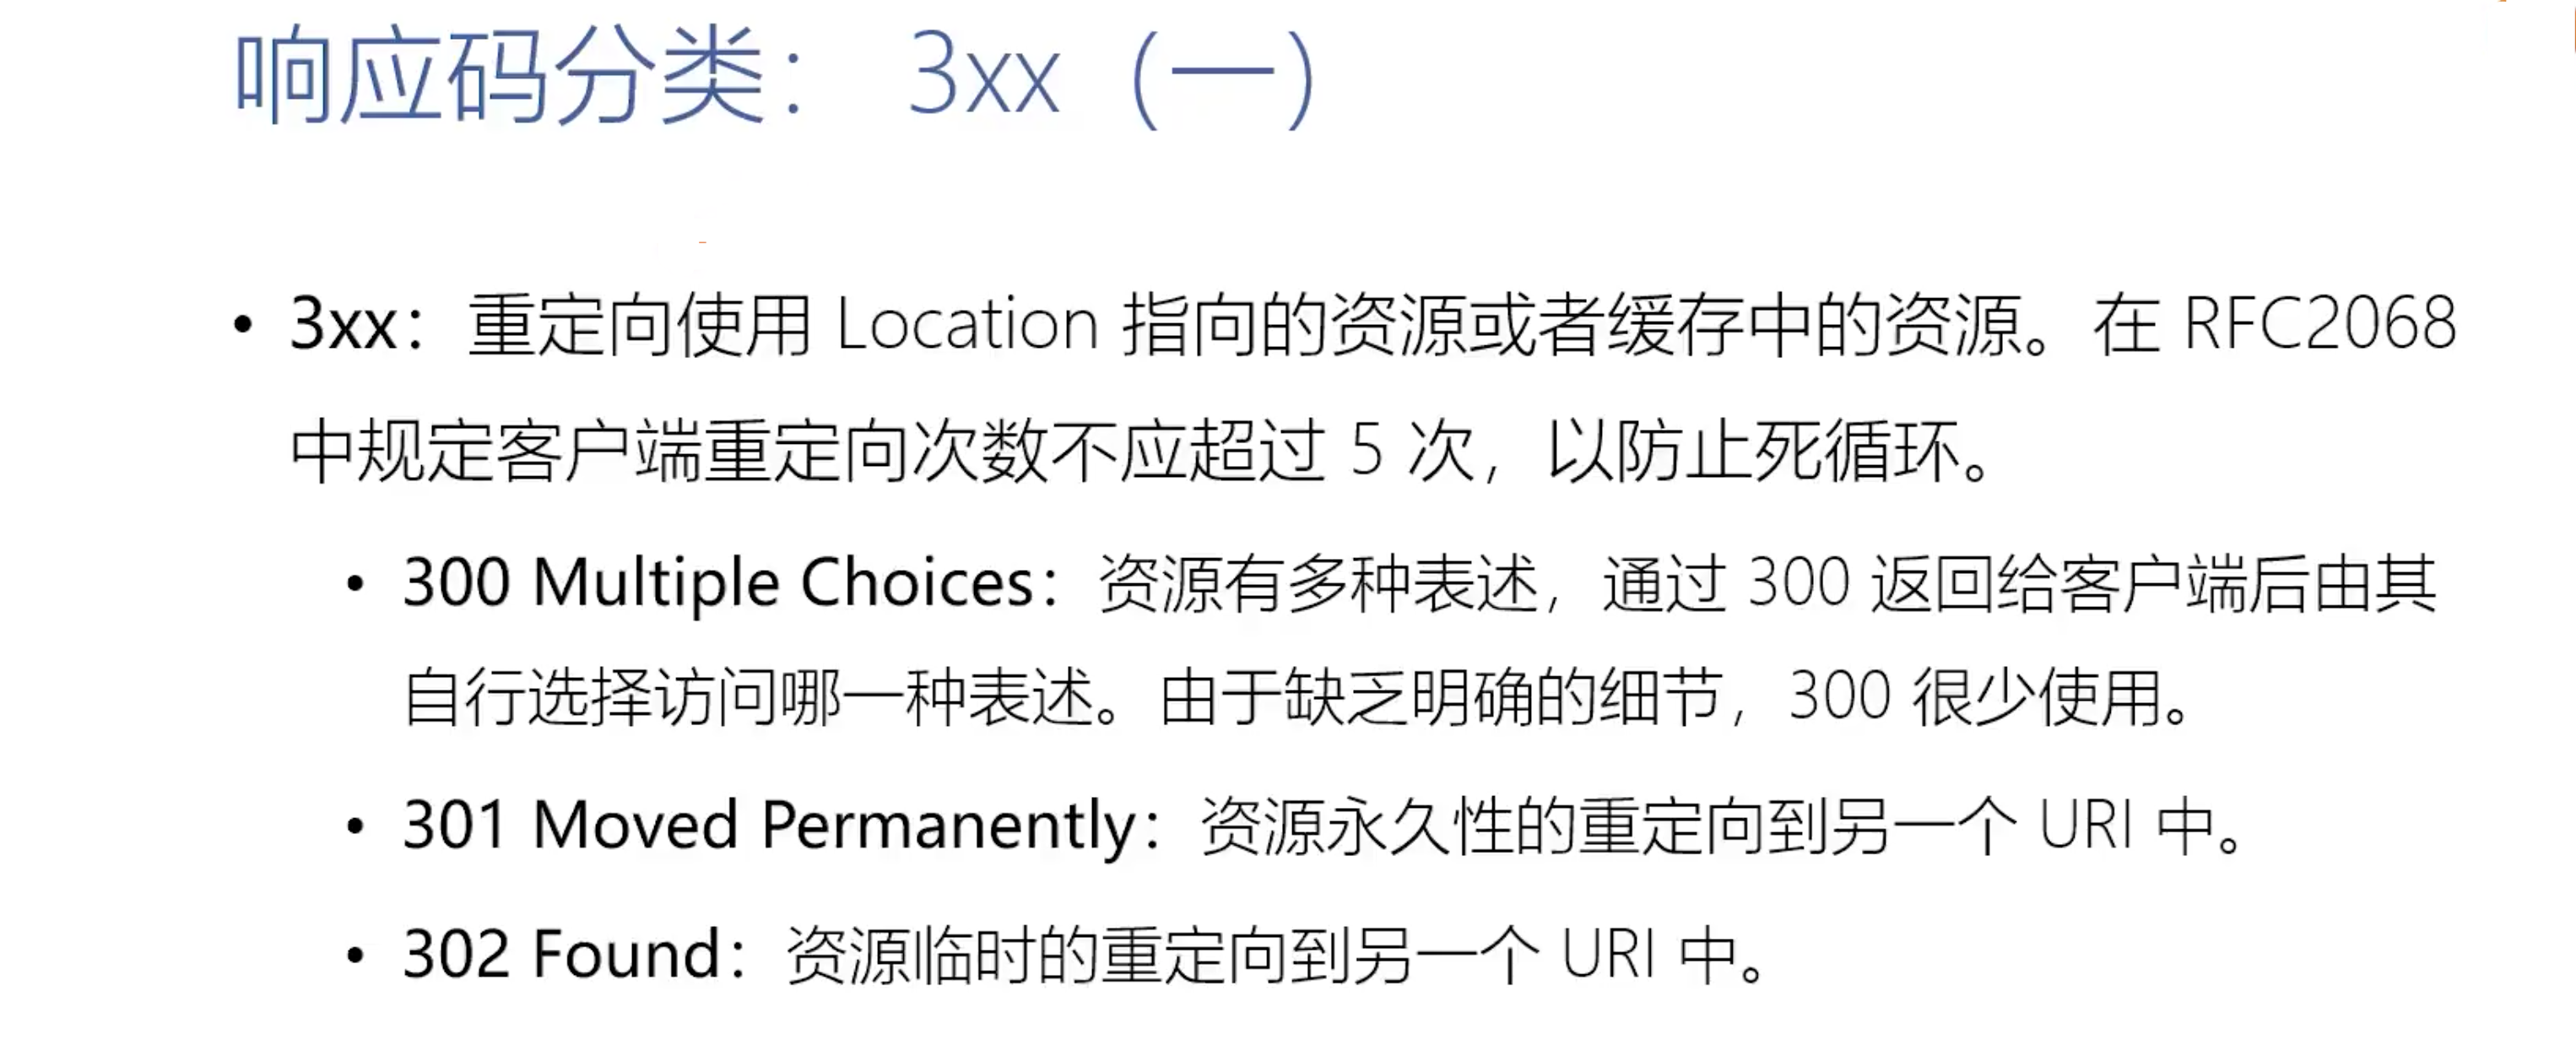 响应码分类： 3xx（一）
• 3xx：重定向使用 Location 指向的资源或者缓存中的资源。在 RFC2068
中规定客户端重定向次数不应超过 5 次，以防止死循环。
• 300 Multiple Choices：资源有多种表述，通过 300 返回给客户端后由其
自行选择访问哪一种表述。由于缺乏明确的细节，300 很少使用。
• 301 Moved Permanently：资源永久性的重定向到另一个 URI 中。
• 302 Found：资源临时的重定向到另一个 URI 中。